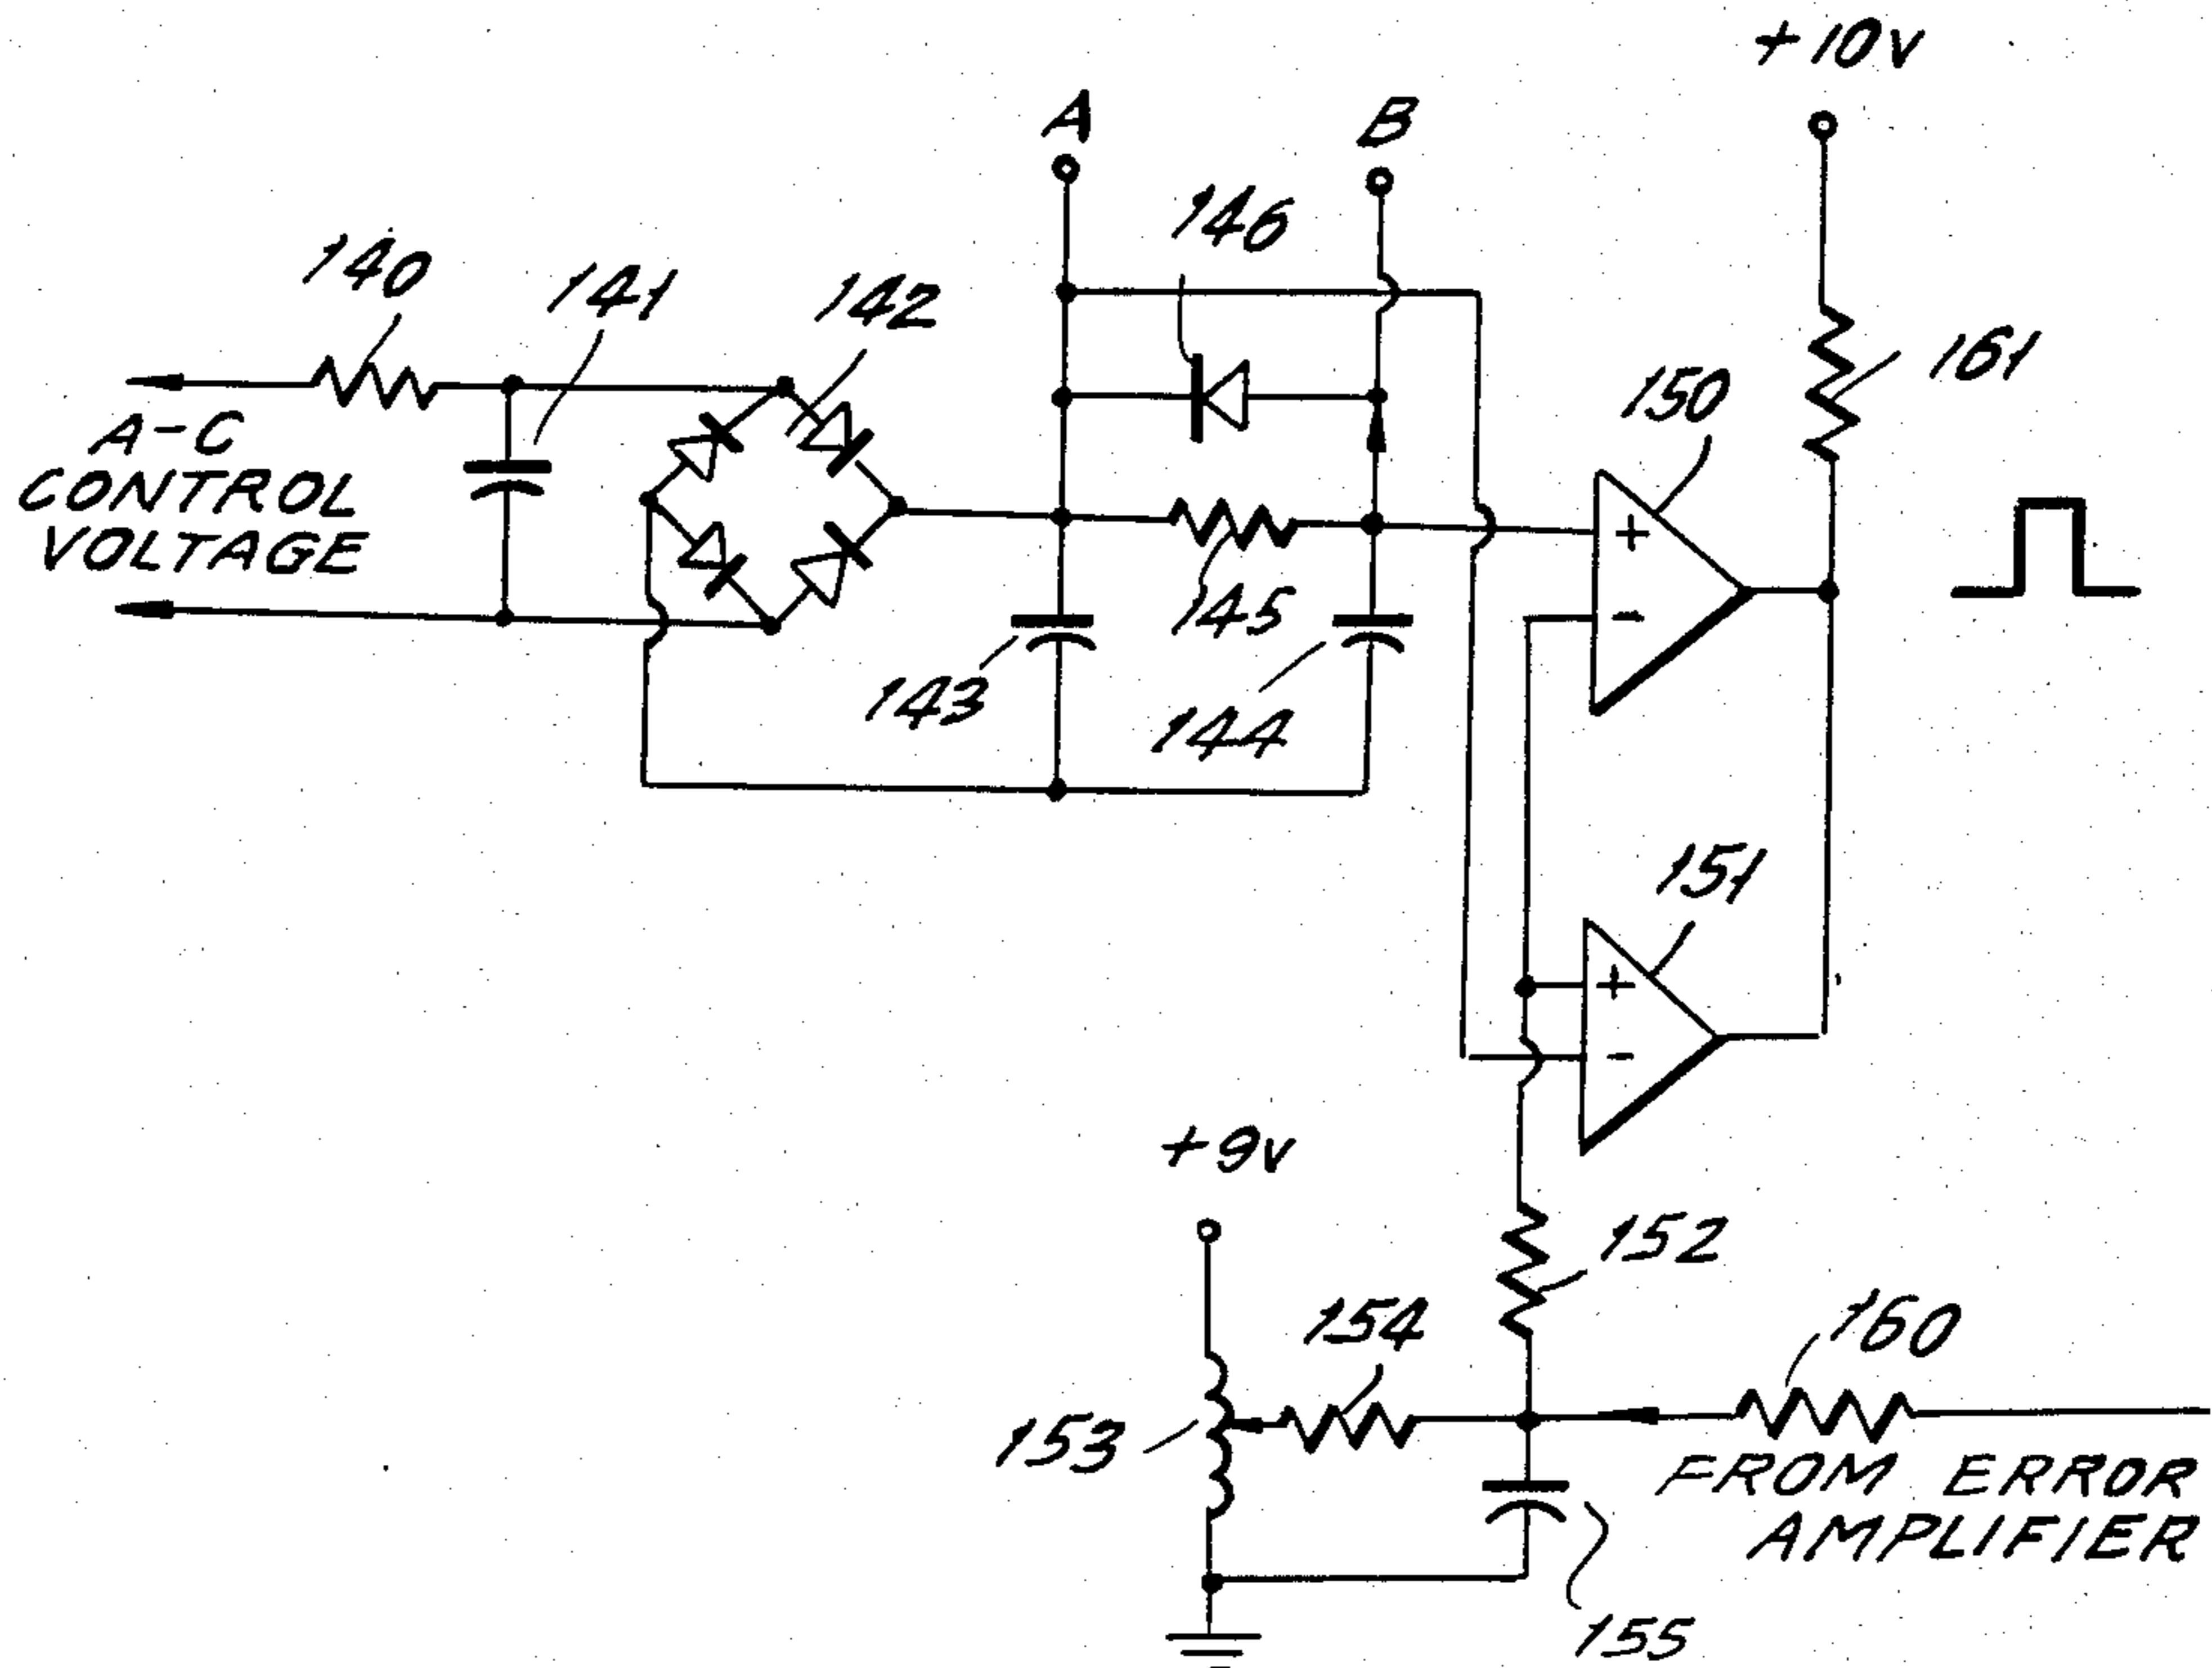 +10v
A
B
146
140
141
142
161
150
A-C
CONTROL
VOLTAGE
+
-
145
143
144
151
+
-
+9v
152
154
160
153
FROM ERROR
AMPLIFIER
155